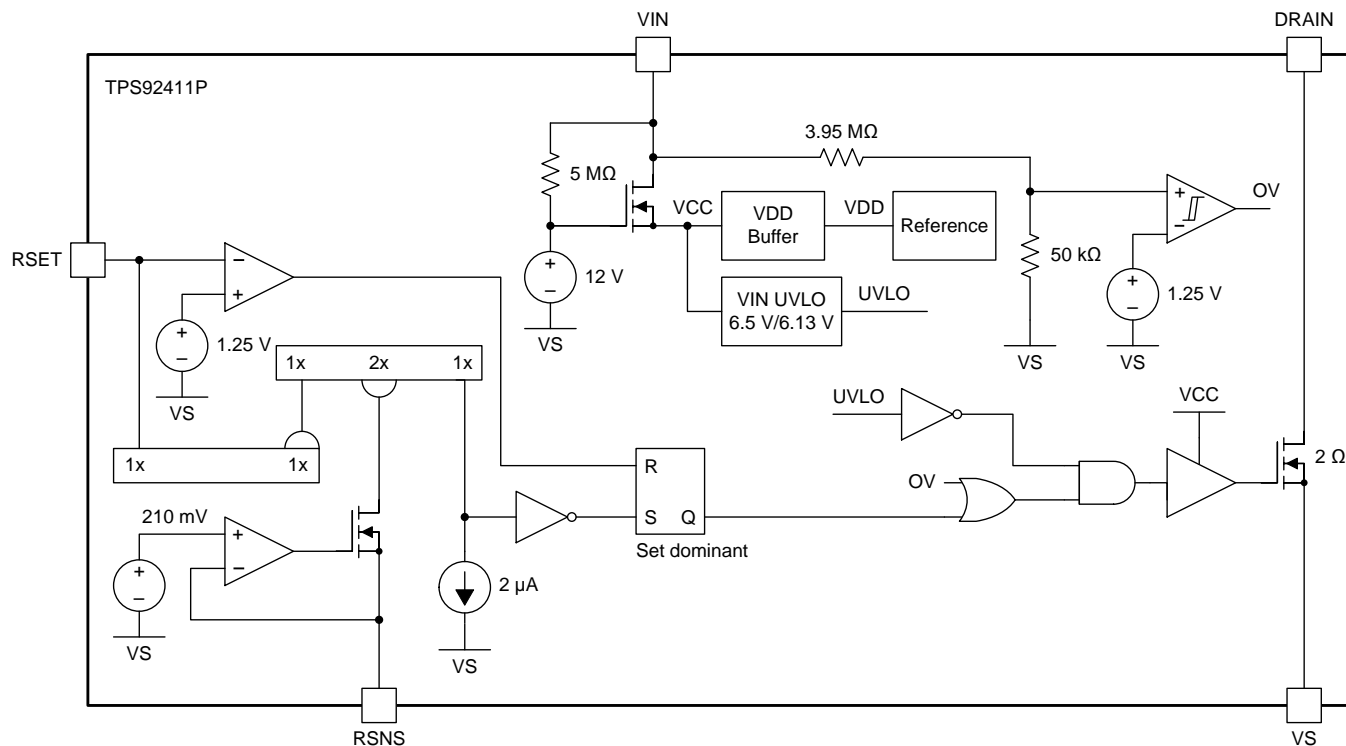 VIN
DRAIN
TPS92411P
3.95 MΩ
5 MΩ
VCC
VDD Buffer
VDD
Reference
+
−
OV
RSET
−
+
12 V
+
−
VS
50 kΩ
VIN UVLO
6.5 V/6.13 V
UVLO
+
−
1.25 V
VS
VS
+
−
1.25 V
VS
1x
2x
1x
1x
1x
UVLO
VCC
2 Ω
R
S
Q
Set dominant
OV
210 mV
+
−
+
−
VS
2 µA
VS
RSNS
VS